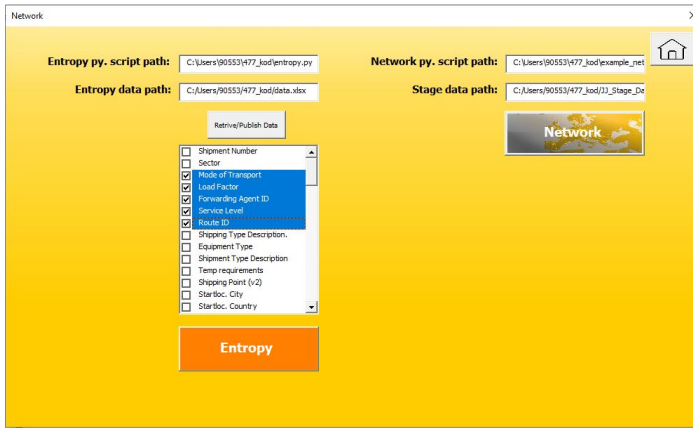 Network
Entropy py. script path: C:\Users\90553\477_kod\entropy.py
Network py. script path: C:\Users\90553\477_kod\example_net
Entropy data path: C:/Users/90553/477_kod/data.xlsx
Stage data path: C:/Users/90553/477_kod/JJ_Stage_Da
Retrive/Publish Data
Network
Shipment Number
Sector
Mode of Transport
Load Factor
Forwarding Agent ID
Service Level
Route ID
Shipping Type Description.
Equipment Type
Shipment Type Description
Temp requirements
Shipping Point (v2)
Startloc. City
Startloc. Country
Entropy